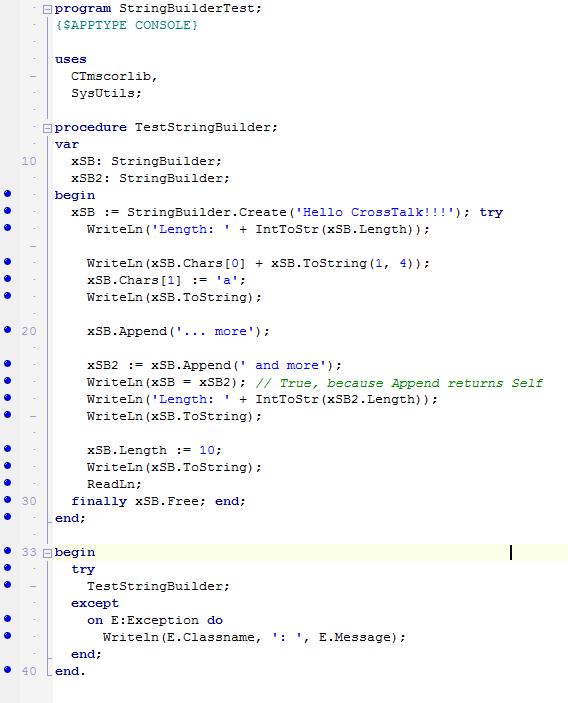 program StringBuilderTest;
{$APPTYPE CONSOLE}
uses
CTmscorlib,
SysUtils;
procedure TestStringBuilder;
var
10 xSB: StringBuilder;
xSB2: StringBuilder;
begin
xSB := StringBuilder.Create('Hello CrossTalk!!!'); try
WriteLn('Length: ' + IntToStr(xSB.Length));
WriteLn(xSB.Chars[0] + xSB.ToString(1, 4));
xSB.Chars[1] := 'a';
WriteLn(xSB.ToString);
20 xSB.Append('... more');
xSB2 := xSB.Append(' and more');
WriteLn(xSB = xSB2); // True, because Append returns Self
WriteLn('Length: ' + IntToStr(xSB2.Length));
WriteLn(xSB.ToString);
xSB.Length := 10;
WriteLn(xSB.ToString);
ReadLn;
30 finally xSB.Free; end;
end;
33 begin
try
TestStringBuilder;
except
on E:Exception do
Writeln(E.Classname, ': ', E.Message);
end;
40 end.